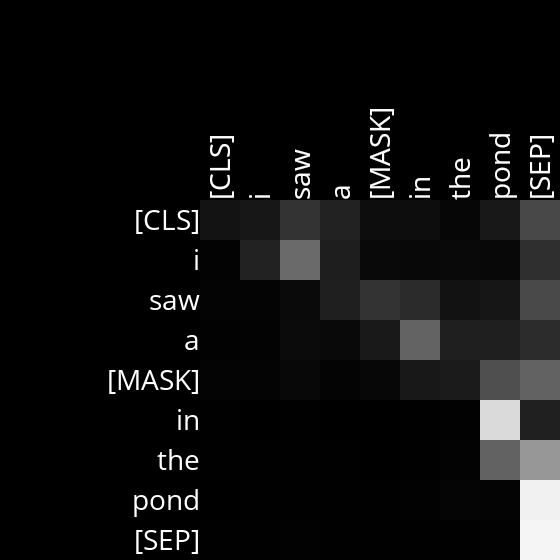 [CLS] i saw a [MASK] in the pond [SEP]
[CLS]
i
saw
a
[MASK]
in
the
pond
[SEP]